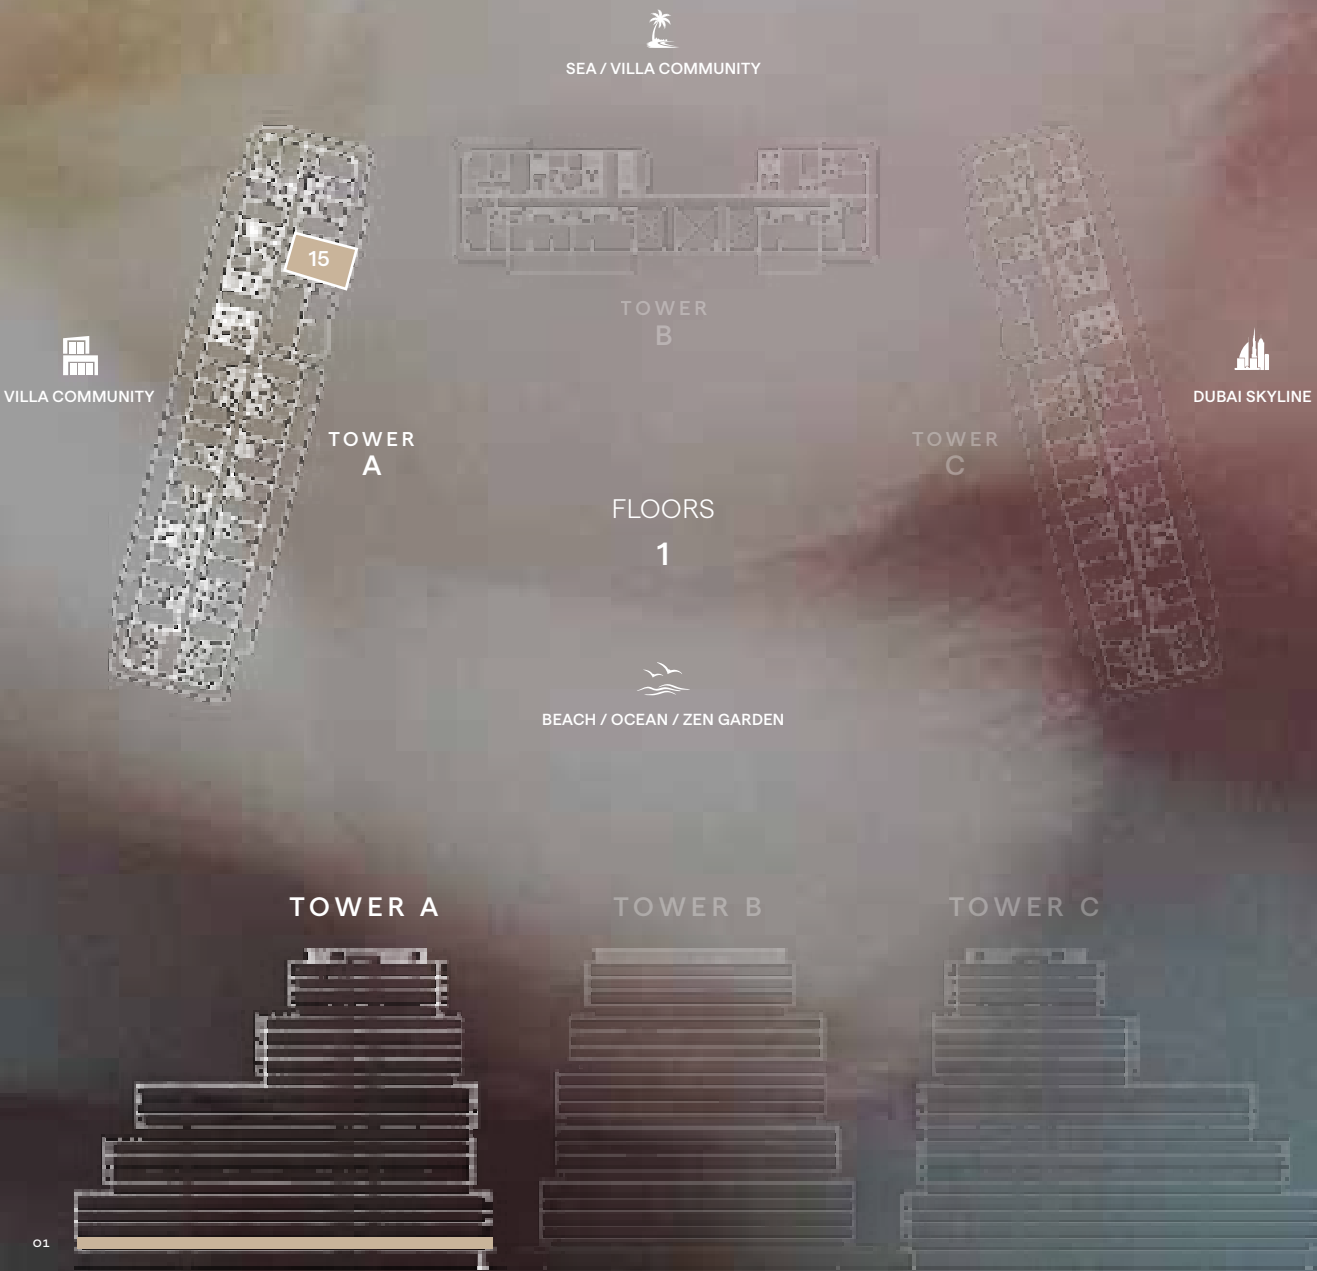 SEA / VILLA COMMUNITY
15
TOWER
B
VILLA COMMUNITY
DUBAI SKYLINE
TOWER
A
TOWER
C
FLOORS
1
BEACH / OCEAN / ZEN GARDEN
TOWER A
TOWER B
TOWER C
01